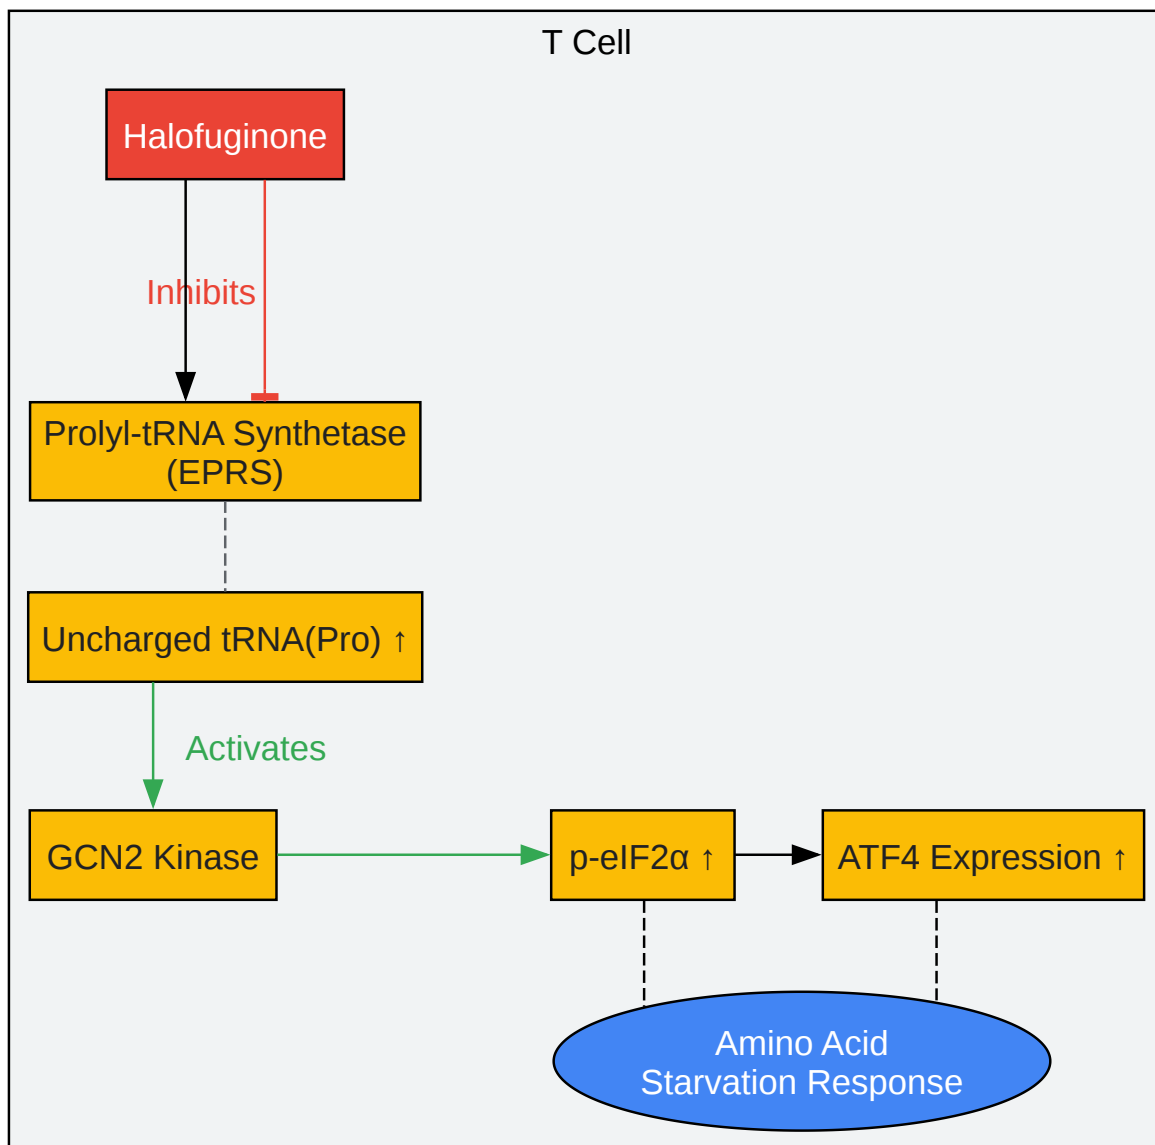 T Cell
Halofuginone
Inhibits
Prolyl-tRNA Synthetase
(EPRS)
Uncharged tRNA(Pro) ↑
Activates
GCN2 Kinase
p-eIF2α ↑
ATF4 Expression ↑
Amino Acid
Starvation Response